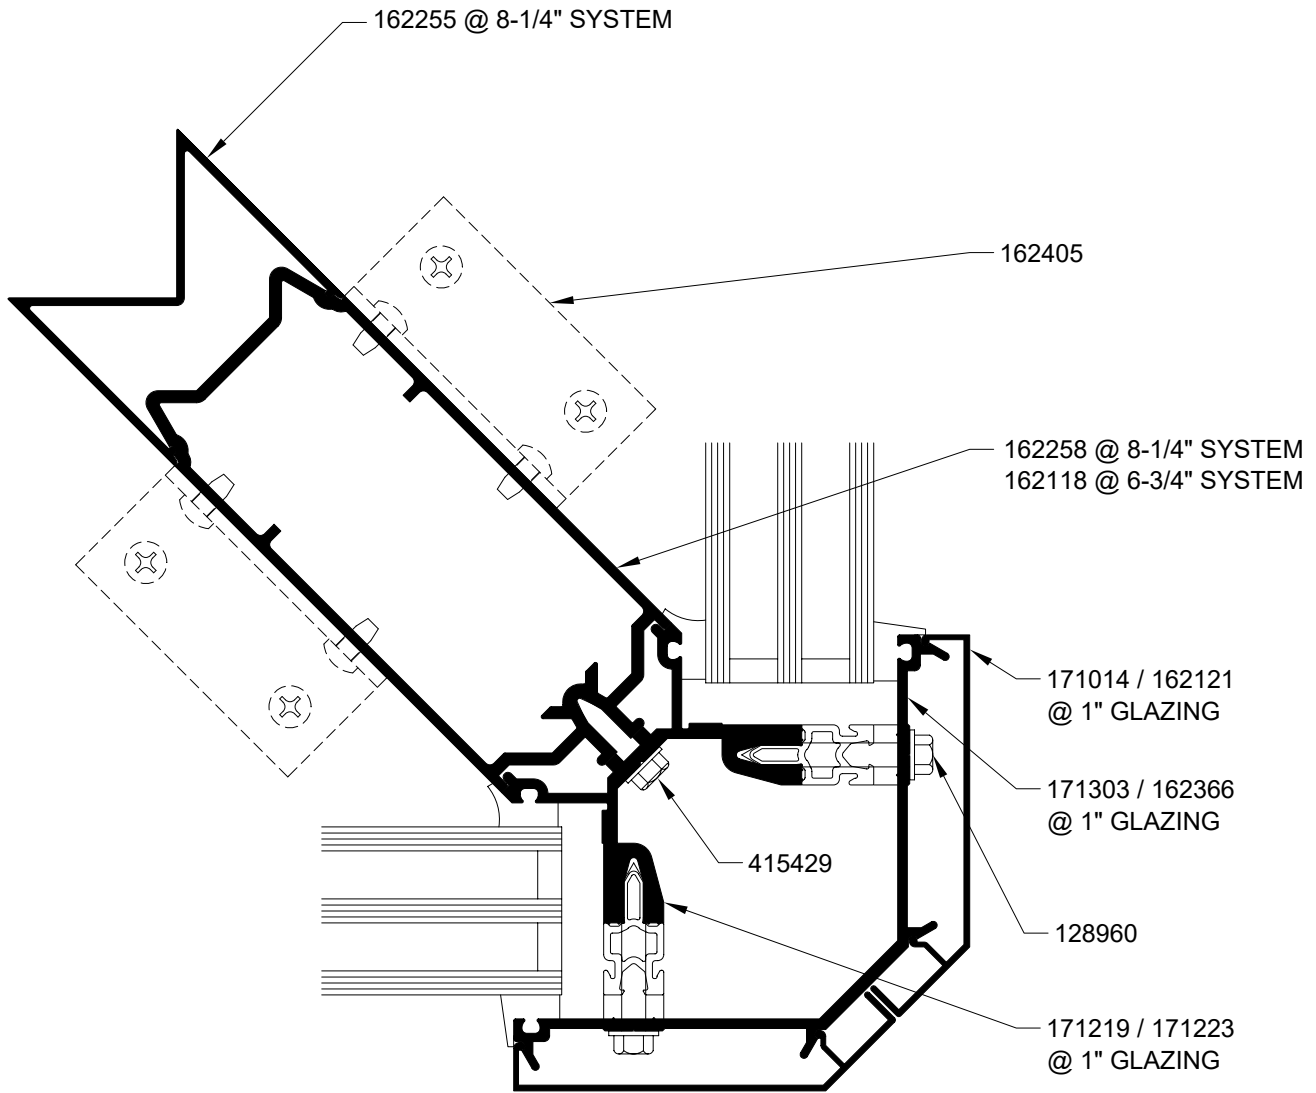 162255 @ 8-1/4" SYSTEM
162405
162258 @ 8-1/4" SYSTEM
162118 @ 6-3/4" SYSTEM
171014 / 162121
@ 1" GLAZING
171303 / 162366
@ 1" GLAZING
415429
128960
171219 / 171223
@ 1" GLAZING